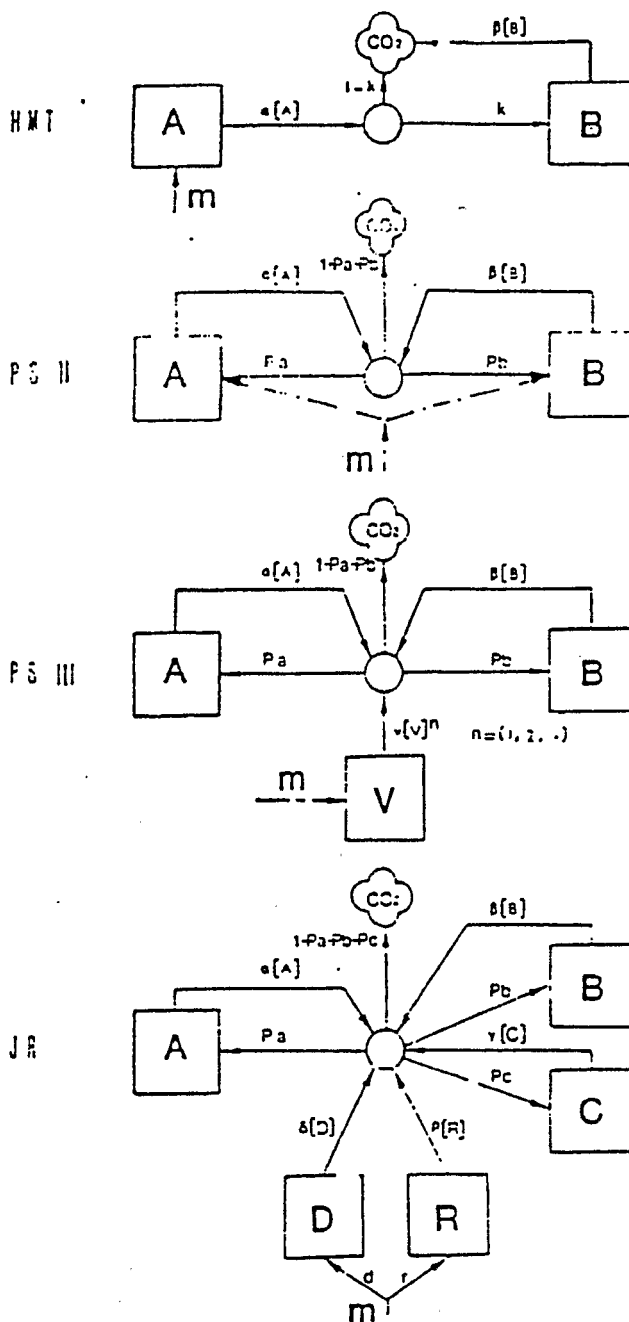 HMT
CO2
β[B]
1-k
A
α[A]
k
B
m
PS II
CO2
1-Pa-Pb
α[A]
β[B]
A
Pa
Pb
B
m
PS III
CO2
1-Pa-Pb
α[A]
β[B]
A
Pa
Pb
B
v[V]n
m
V
JR
CO2
1-Pa-Pb-Pc
β[B]
α[A]
Pb
B
A
Pa
γ[C]
Pc
C
δ[D]
ρ[R]
D
R
d
r
m